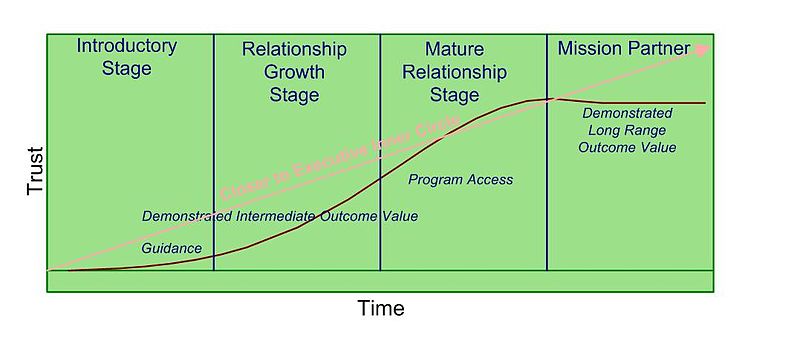 Introductory
Stage
Relationship
Growth
Stage
Mature
Relationship
Stage
Mission Partner
Demonstrated
Long Range
Outcome Value
Closer to Executive Inner Circle
Program Access
Demonstrated Intermediate Outcome Value
Guidance
Trust
Time